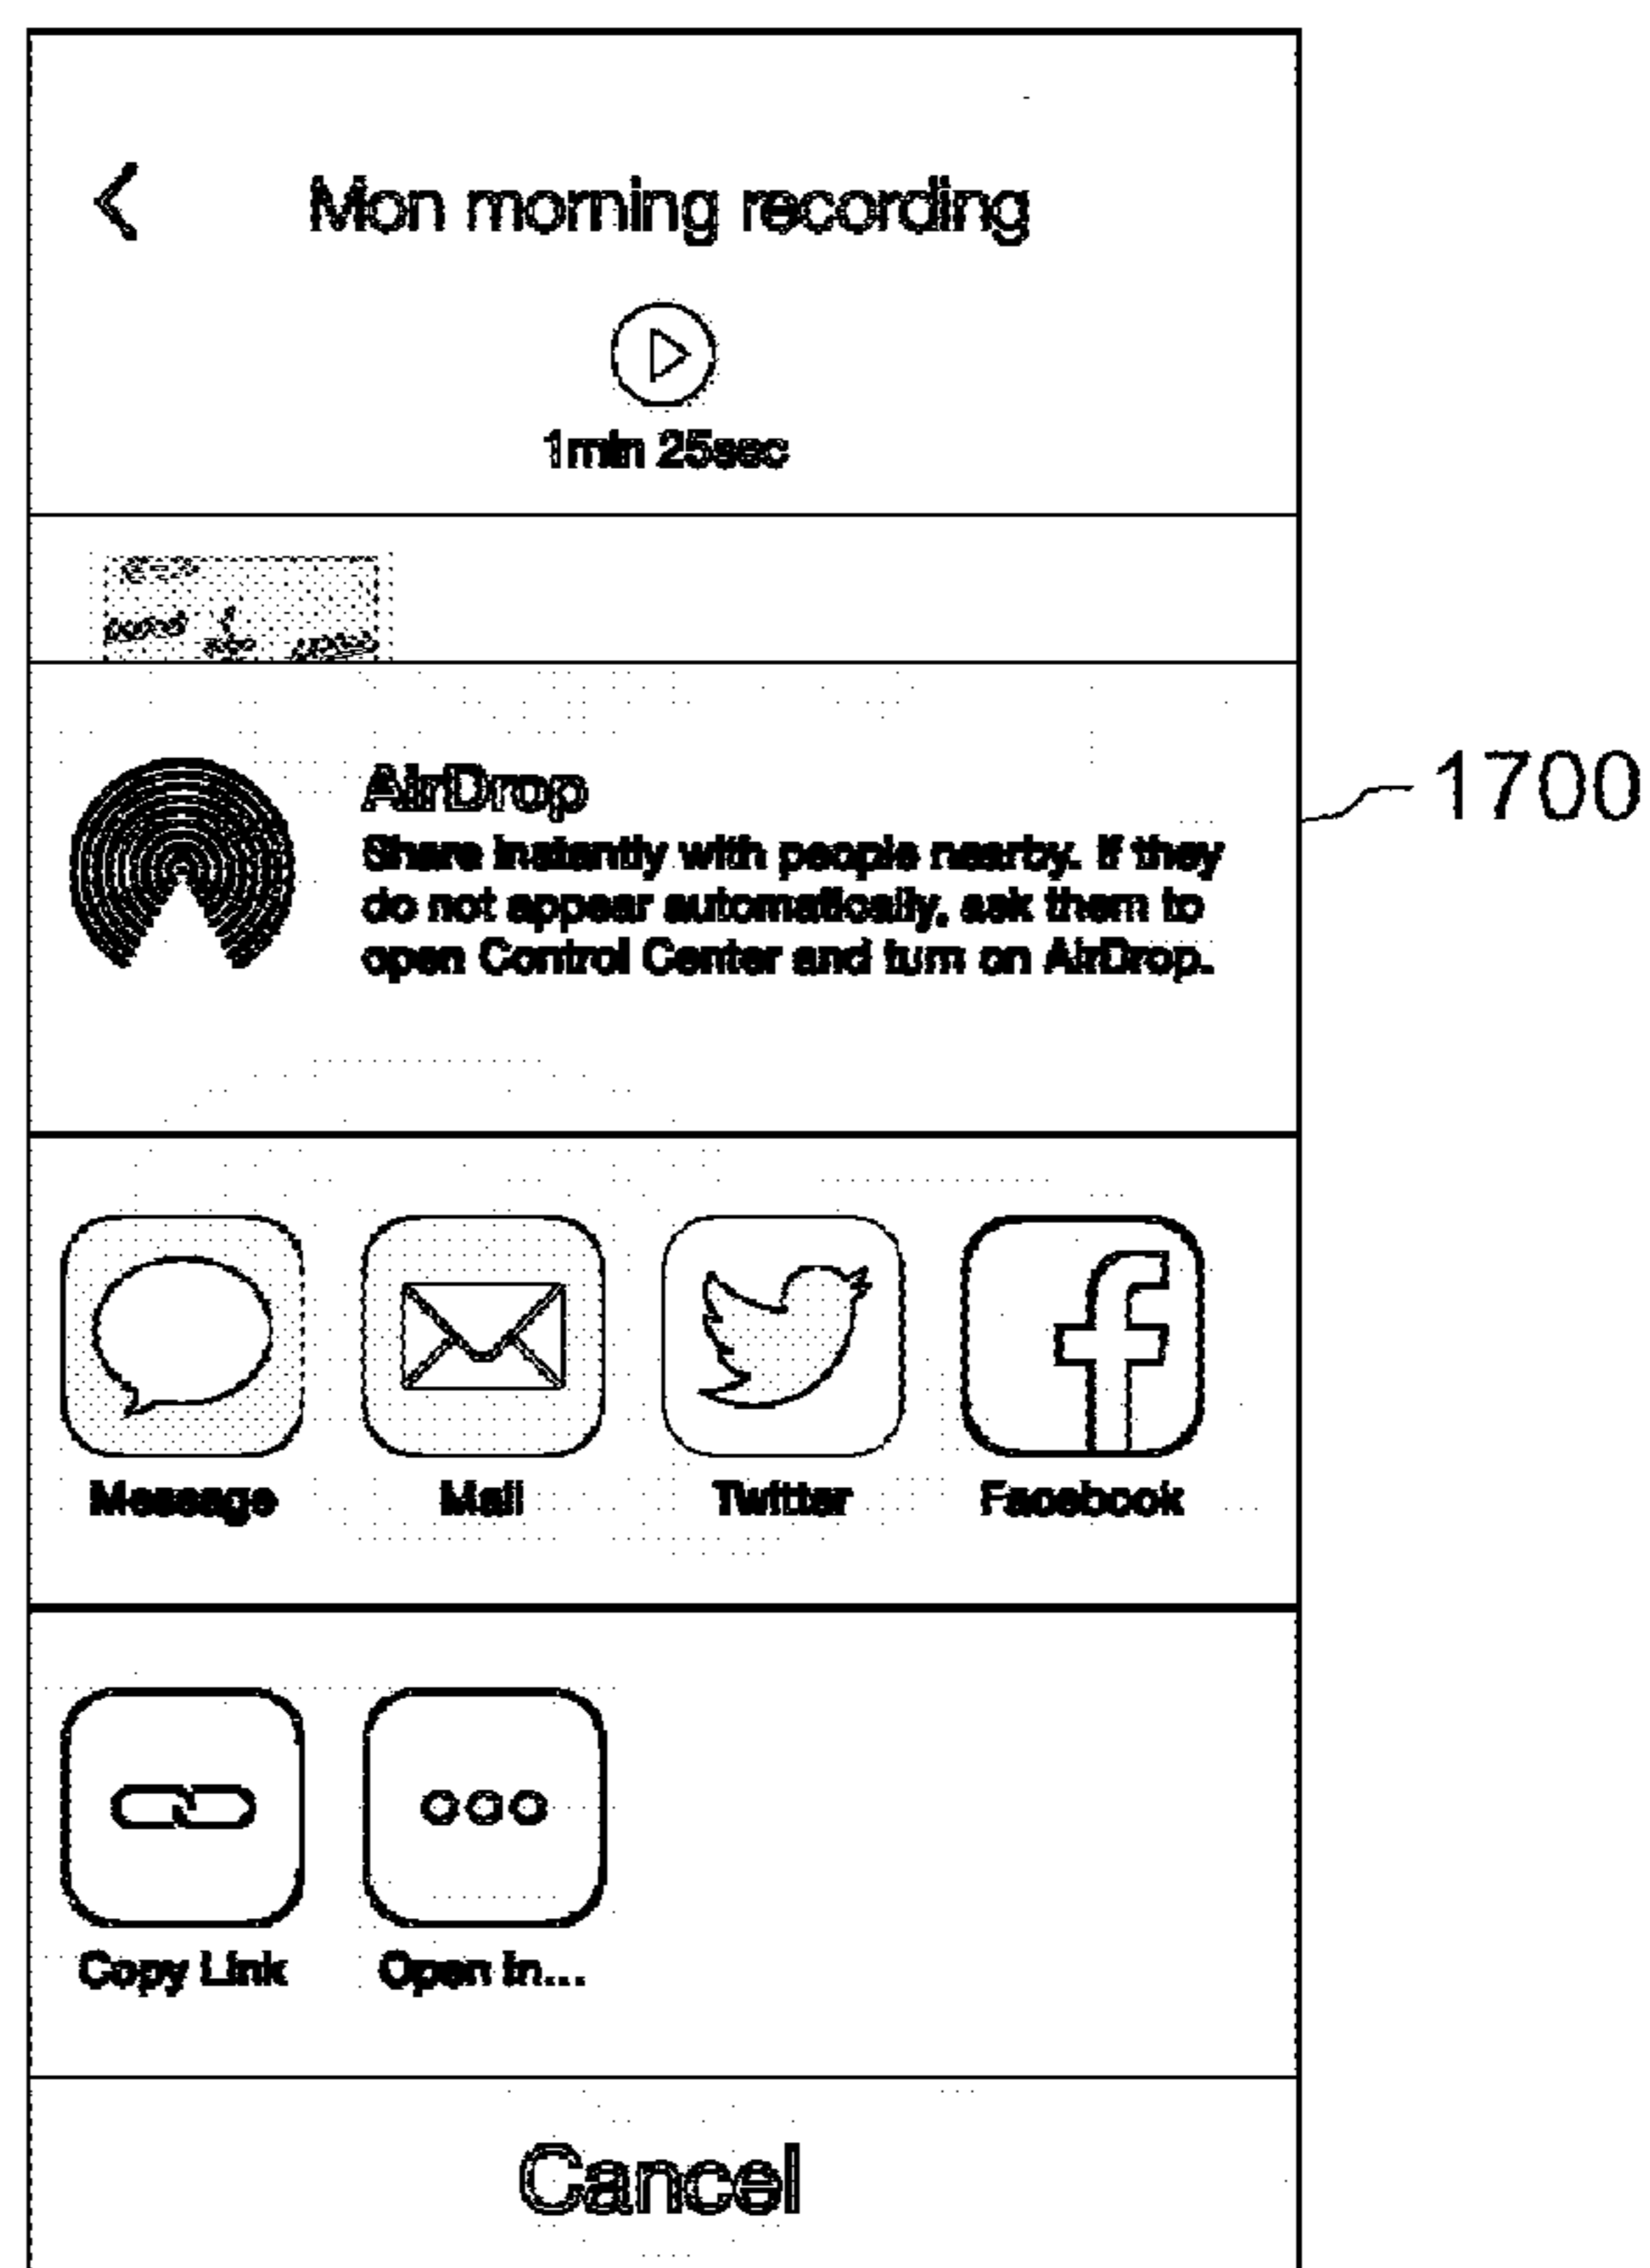 Mon morning recording
1min 25sec
AirDrop
Share instantly with people nearby. If they
do not appear automatically, ask them to
open Control Center and turn on AirDrop.
1700
Message Mail Twitter Facebook
Copy Link Open in...
Cancel